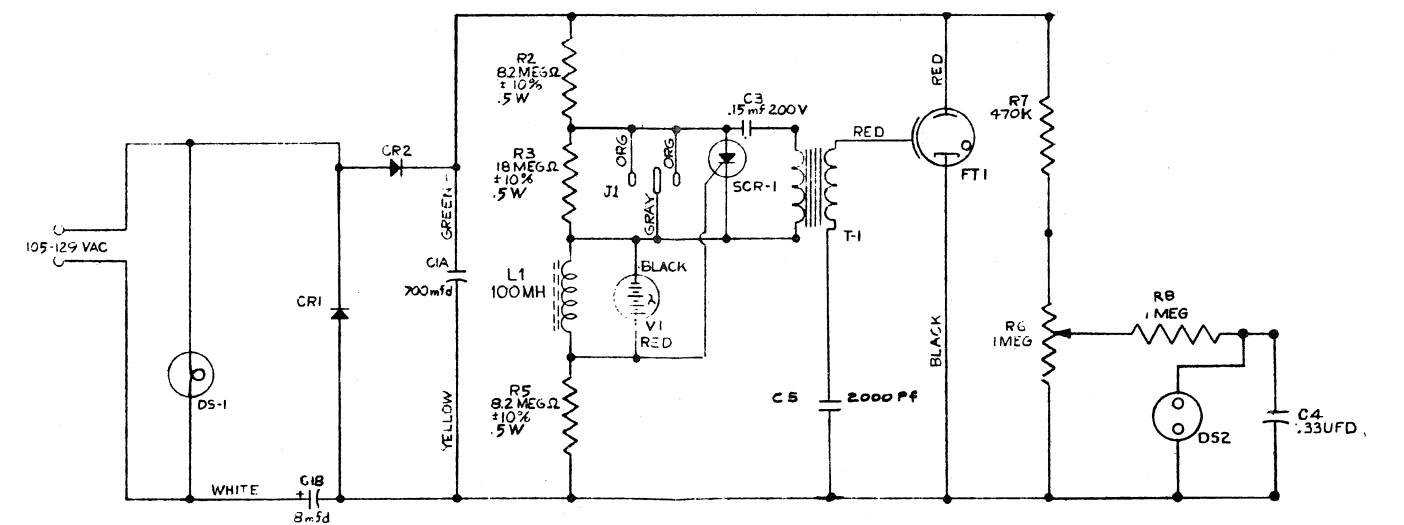 105-129 VAC
DS-1
WHITE
C1B
+
8mfd
CR1
CR2
GREEN
C1A
700mfd
YELLOW
R2
8.2 MEGΩ
±10%
.5W
R3
18 MEGΩ
±10%
.5W
L1
100MH
R5
8.2 MEGΩ
±10%
.5W
ORG
J1
GRAY
ORG
BLACK
λ
V1
RED
C3
.15mf 200V
SCR-1
T-1
RED
C5
2000 Pf
RED
FT1
BLACK
R7
470K
R6
1MEG
R8
1 MEG
DS2
C4
.33UFD